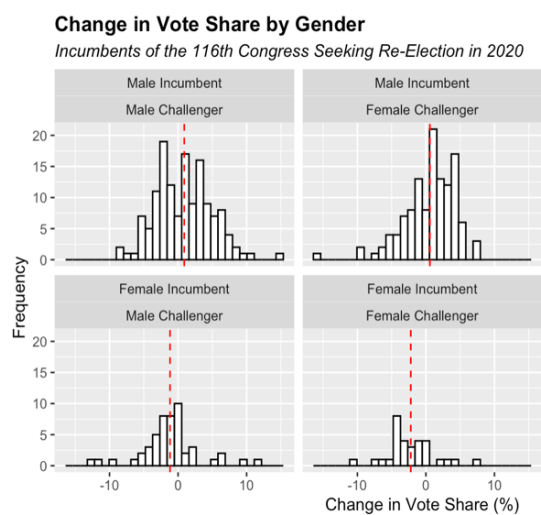 Change in Vote Share by Gender
Incumbents of the 116th Congress Seeking Re-Election in 2020
Male Incumbent
Male Challenger
Male Incumbent
Female Challenger
20
15
10
5
0
Female Incumbent
Male Challenger
Female Incumbent
Female Challenger
20
15
10
5
0
Frequency
-10
0
10
-10
0
10
Change in Vote Share (%)